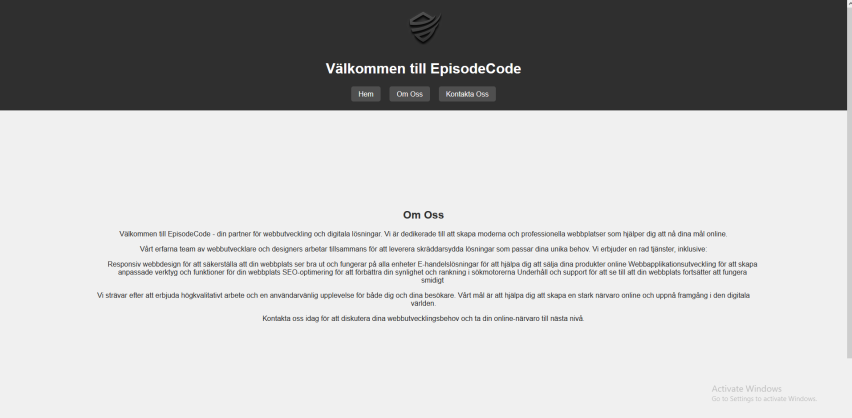 Välkommen till EpisodeCode
Hem
Om Oss
Kontakta Oss
Om Oss
Välkommen till EpisodeCode - din partner för webbutveckling och digitala lösningar. Vi är dedikerade till att skapa moderna och professionella webbplatser som hjälper dig att nå dina mål online.
Vårt erfarna team av webbutvecklare och designers arbetar tillsammans för att leverera skräddarsydda lösningar som passar dina unika behov. Vi erbjuder en rad tjänster, inklusive:
Responsiv webbdesign för att säkerställa att din webbplats ser bra ut och fungerar på alla enheter E-handelslösningar för att hjälpa dig att sälja dina produkter online Webbapplikationsutveckling för att skapa
anpassade verktyg och funktioner för din webbplats SEO-optimering för att förbättra din synlighet och rankning i sökmotorerna Underhåll och support för att se till att din webbplats fortsätter att fungera
smidigt
Vi strävar efter att erbjuda högkvalitativt arbete och en användarvänlig upplevelse för både dig och dina besökare. Vårt mål är att hjälpa dig att skapa en stark närvaro online och uppnå framgång i den digitala
världen.
Kontakta oss idag för att diskutera dina webbutvecklingsbehov och ta din online-närvaro till nästa nivå.
Activate Windows
Go to Settings to activate Windows.